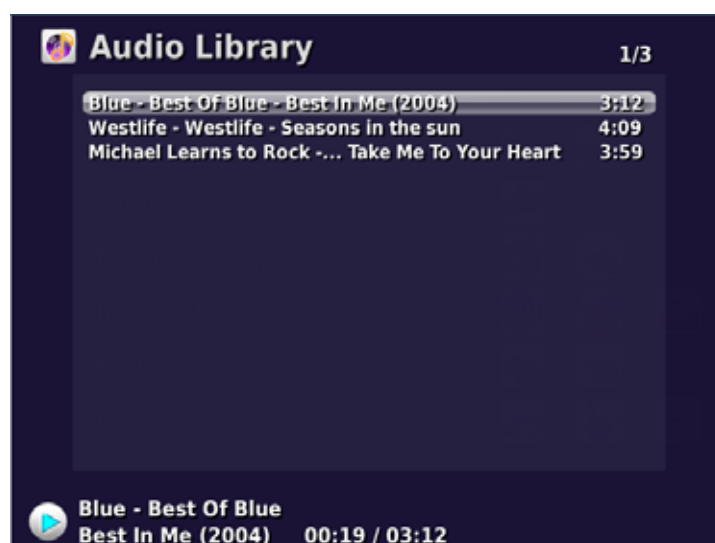 Audio Library 1/3
Blue - Best Of Blue - Best In Me (2004) 3:12
Westlife - Westlife - Seasons in the sun 4:09
Michael Learns to Rock -... Take Me To Your Heart 3:59
Blue - Best Of Blue
Best In Me (2004) 00:19 / 03:12